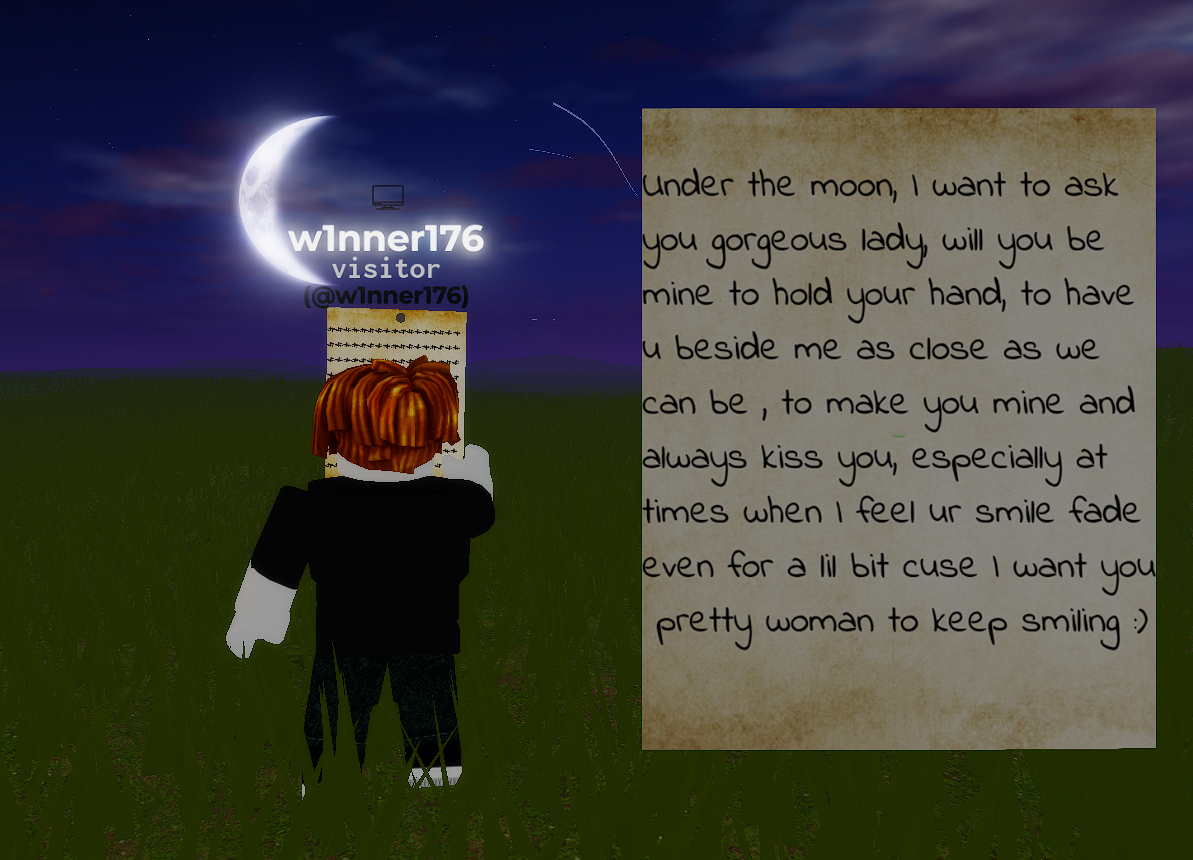 w1nner176
visitor
(@w1nner176)
under the moon, I want to ask
you gorgeous lady, will you be
mine to hold your hand, to have
u beside me as close as we
can be , to make you mine and
always kiss you, especially at
times when I feel ur smile fade
even for a lil bit cuse I want you
pretty woman to keep smiling :)